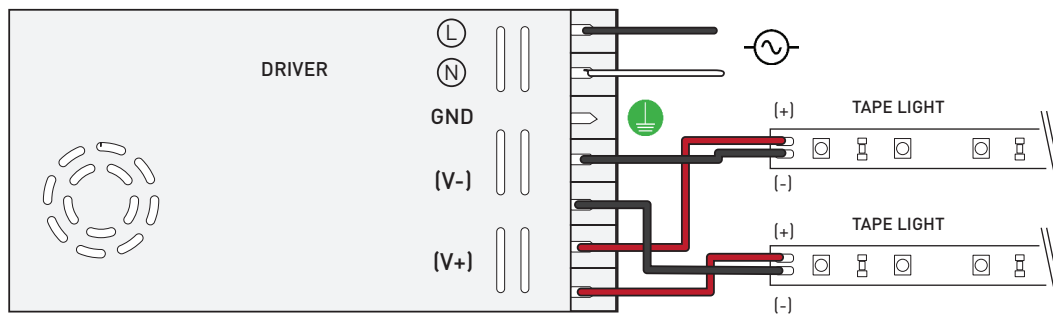 L
N
DRIVER
GND
(V-)
(V+)
(+)
TAPE LIGHT
(-)
(+)
TAPE LIGHT
(-)